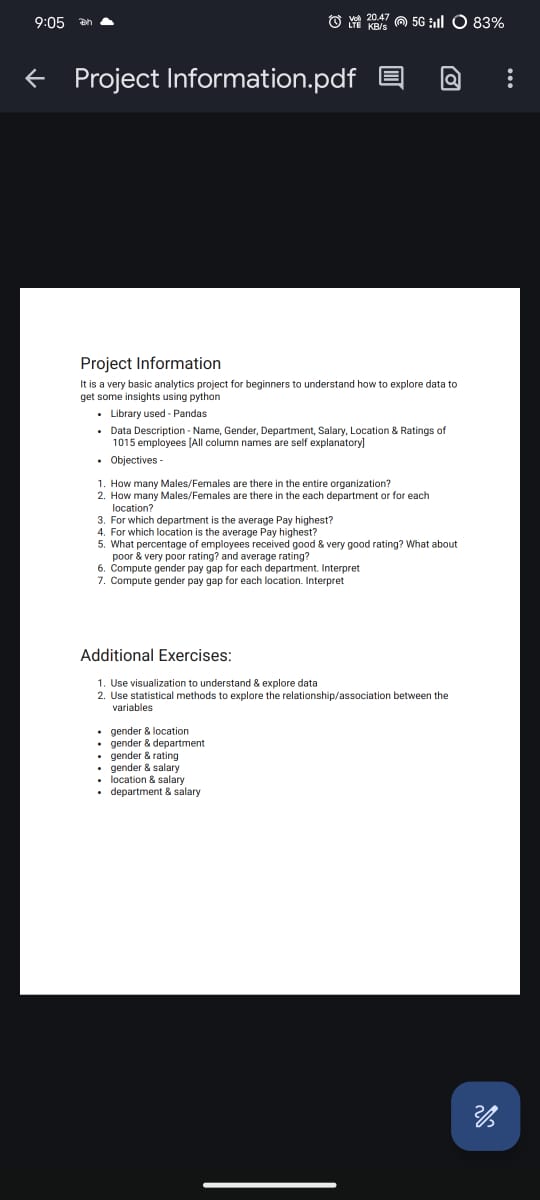 9:05
Vo) 20.47 5G 83%
LTE KB/s
Project Information.pdf
Project Information
It is a very basic analytics project for beginners to understand how to explore data to
get some insights using python
• Library used - Pandas
• Data Description - Name, Gender, Department, Salary, Location & Ratings of
1015 employees [All column names are self explanatory]
• Objectives -
1. How many Males/Females are there in the entire organization?
2. How many Males/Females are there in the each department or for each
location?
3. For which department is the average Pay highest?
4. For which location is the average Pay highest?
5. What percentage of employees received good & very good rating? What about
poor & very poor rating? and average rating?
6. Compute gender pay gap for each department. Interpret
7. Compute gender pay gap for each location. Interpret
Additional Exercises:
1. Use visualization to understand & explore data
2. Use statistical methods to explore the relationship/association between the
variables
• gender & location
• gender & department
• gender & rating
• gender & salary
• location & salary
• department & salary